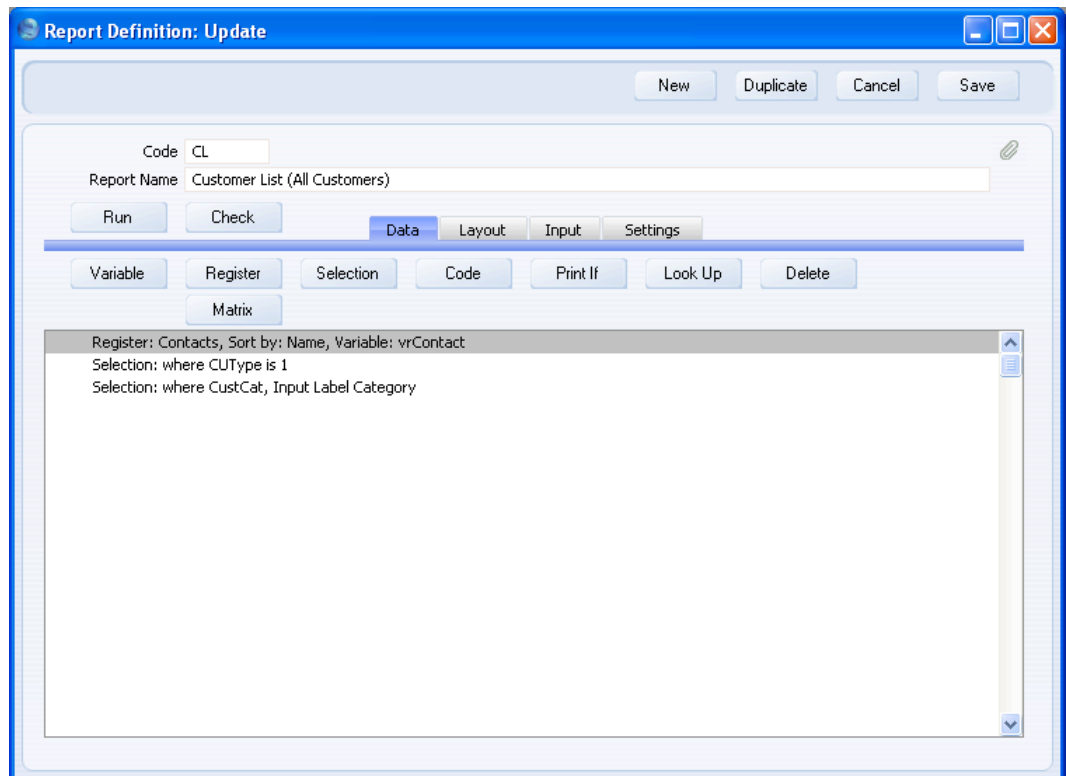 Report Definition: Update
New Duplicate Cancel Save
Code CL
Report Name Customer List (All Customers)
Run Check Data Layout Input Settings
Variable Register Selection Code Print If Look Up Delete
Matrix
Register: Contacts, Sort by: Name, Variable: vrContact
Selection: where CUType is 1
Selection: where CustCat, Input Label Category